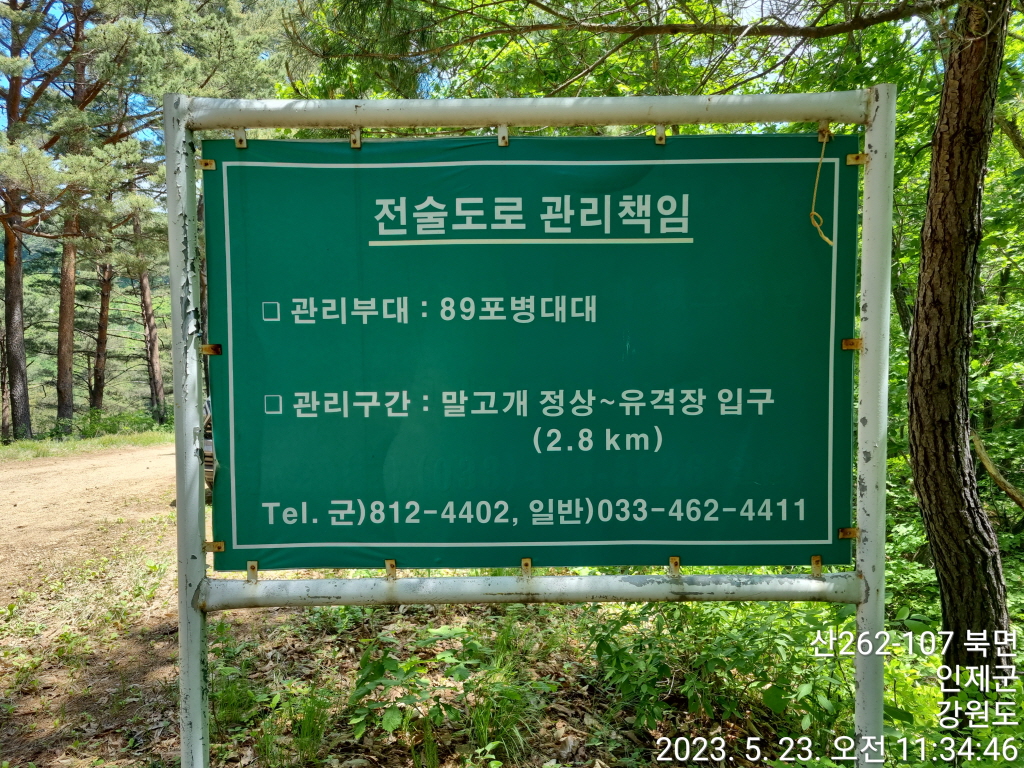 전술도로 관리책임
❏ 관리부대 : 89포병대대
❏ 관리구간 : 말고개 정상~유격장 입구
(2.8 km)
Tel. 군)812-4402, 일반)033-462-4411
산262-107 북면
인제군
강원도
2023. 5. 23. 오전 11:34:46